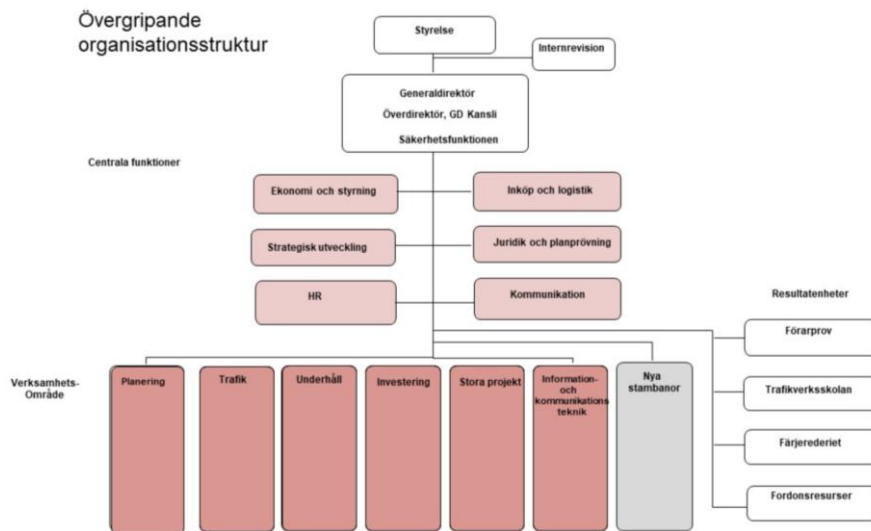 Övergripande
organisationsstruktur
Styrelse
Internrevision
Generaldirektör
Överdirektör, GD Kansli
Säkerhetsfunktionen
Centrala funktioner
Ekonomi och styrning
Inköp och logistik
Strategisk utveckling
Juridik och planprövning
HR
Kommunikation
Resultatenheter
Förarprov
Trafikverksskolan
Färjerederiet
Fordonsresurser
Verksamhets-
Område
Planering
Trafik
Underhåll
Investering
Stora projekt
Information-
och
kommunikations
teknik
Nya
stambanor